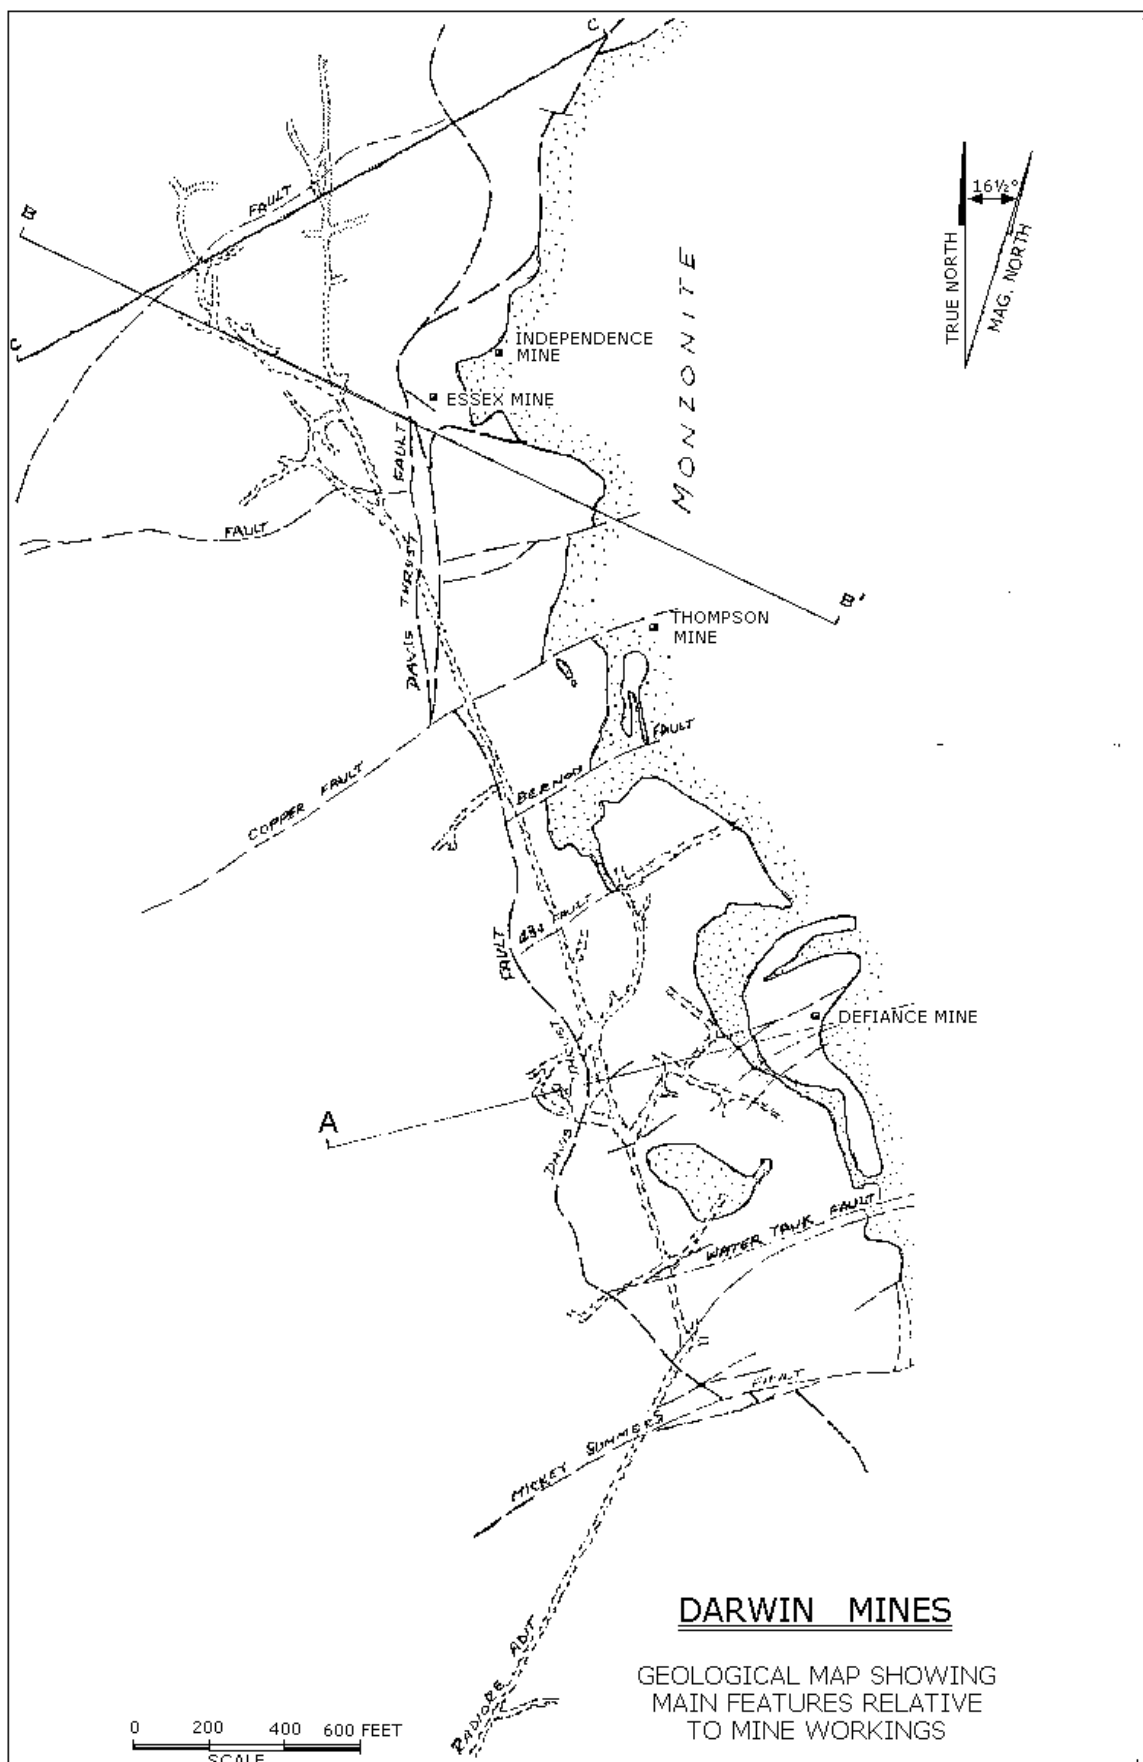 C
FAULT
B
C
16½°
TRUE NORTH
MAG. NORTH
MONZONITE
INDEPENDENCE
MINE
ESSEX MINE
FAULT
FAULT
DAVIS THRUST
B'
THOMPSON
MINE
COPPER FAULT
BERNON FAULT
FAULT
FAULT
DEFIANCE MINE
A
DAVIS
WATER TANK FAULT
MICKEY SUMMERS FAULT
RADIORE ADIT
DARWIN MINES
GEOLOGICAL MAP SHOWING
MAIN FEATURES RELATIVE
TO MINE WORKINGS
0 200 400 600 FEET
SCALE